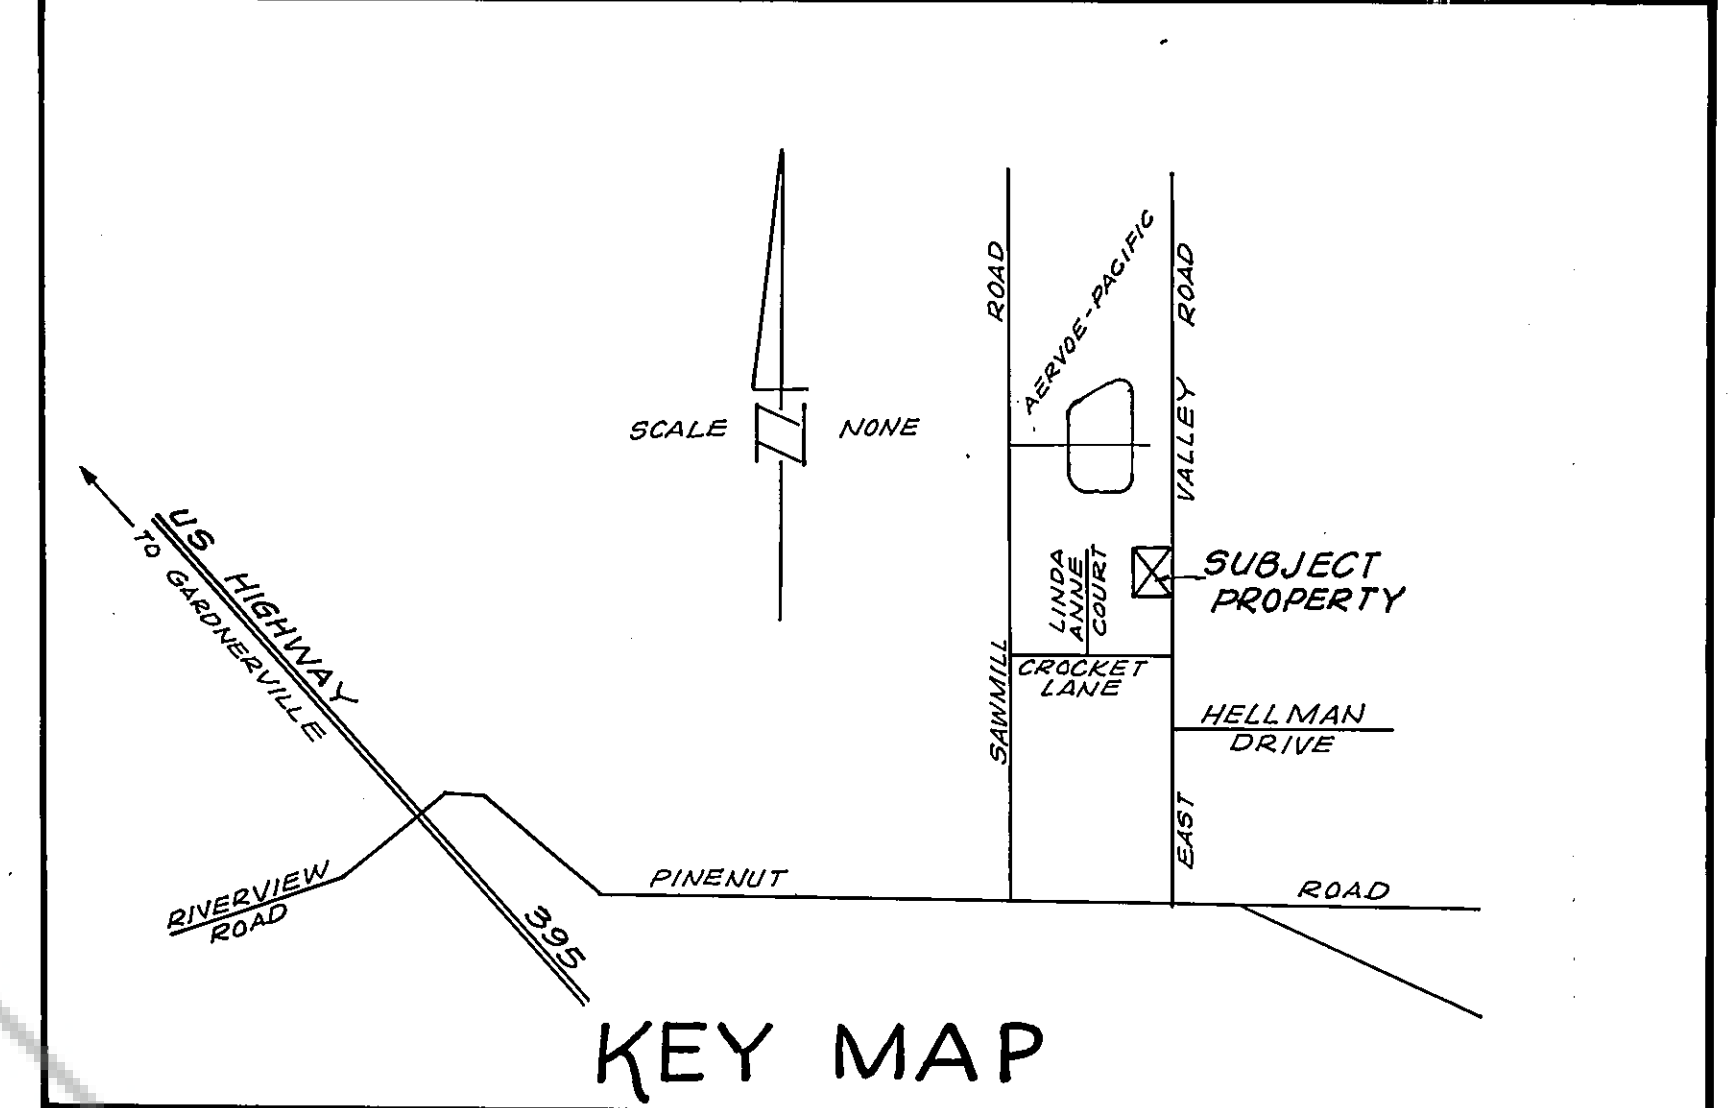 ROAD
AERVOE-PACIFIC
VALLEY ROAD
SCALE N NONE
US HIGHWAY
TO GARDNERVILLE
LINDA
ANNE
COURT
SUBJECT
PROPERTY
SAWMILL
CROCKET
LANE
HELLMAN
DRIVE
EAST
RIVERVIEW
ROAD
PINENUT
ROAD
395
KEY MAP